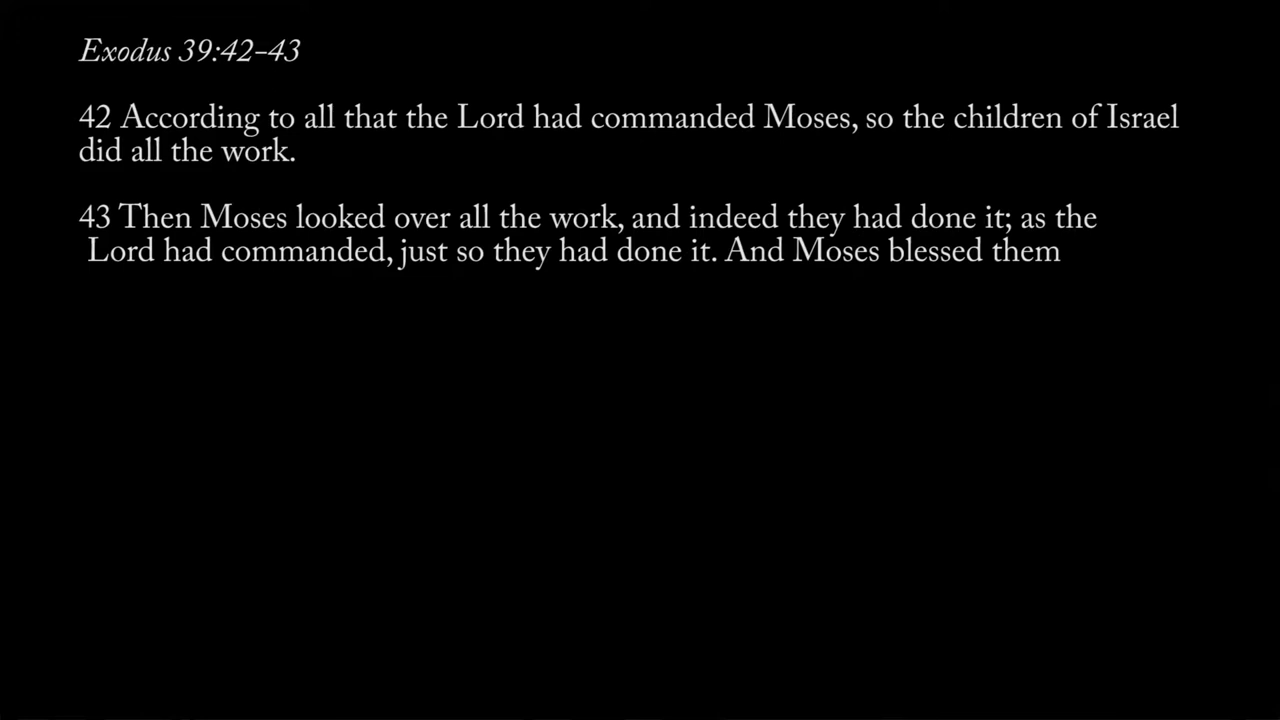 Exodus 39:42–43
42 According to all that the Lord had commanded Moses, so the children of Israel
did all the work.
43 Then Moses looked over all the work, and indeed they had done it; as the
Lord had commanded, just so they had done it. And Moses blessed them